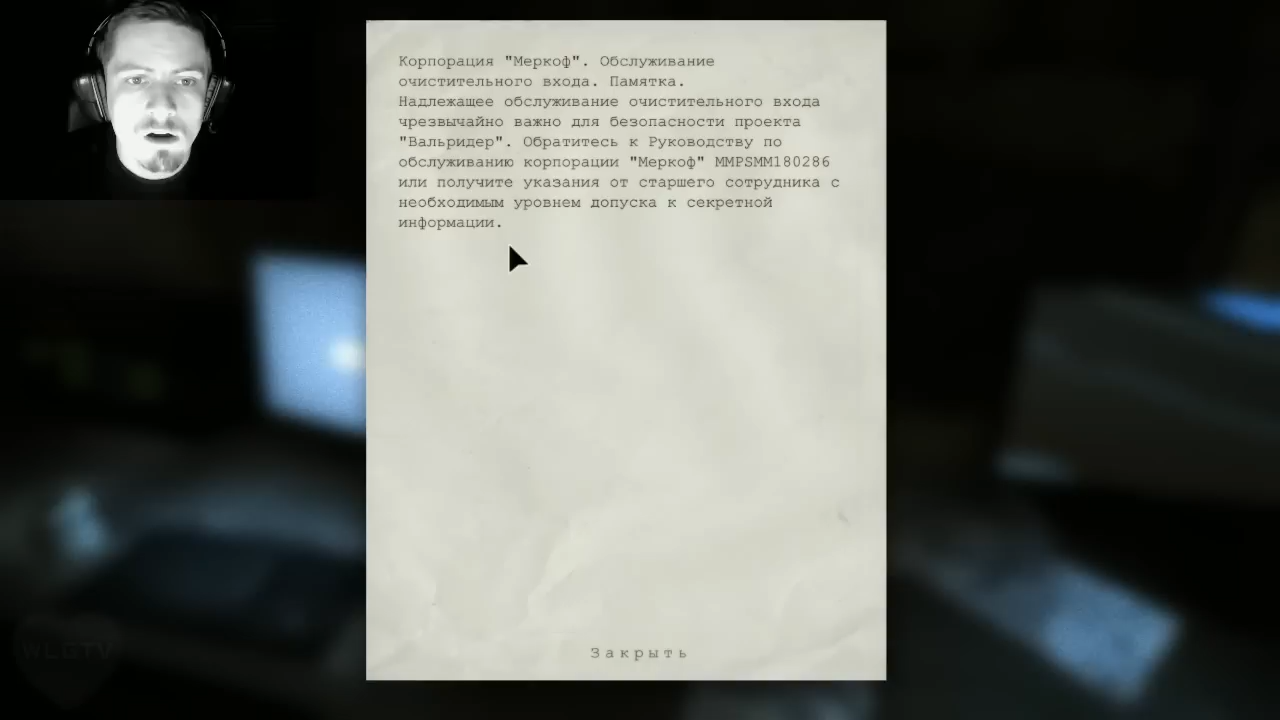 Корпорация "Меркоф". Обслуживание
очистительного входа. Памятка.
Надлежащее обслуживание очистительного входа
чрезвычайно важно для безопасности проекта
"Вальридер". Обратитесь к Руководству по
обслуживанию корпорации "Меркоф" MMPSMM180286
или получите указания от старшего сотрудника с
необходимым уровнем допуска к секретной
информации.
Закрыть
WLGTV